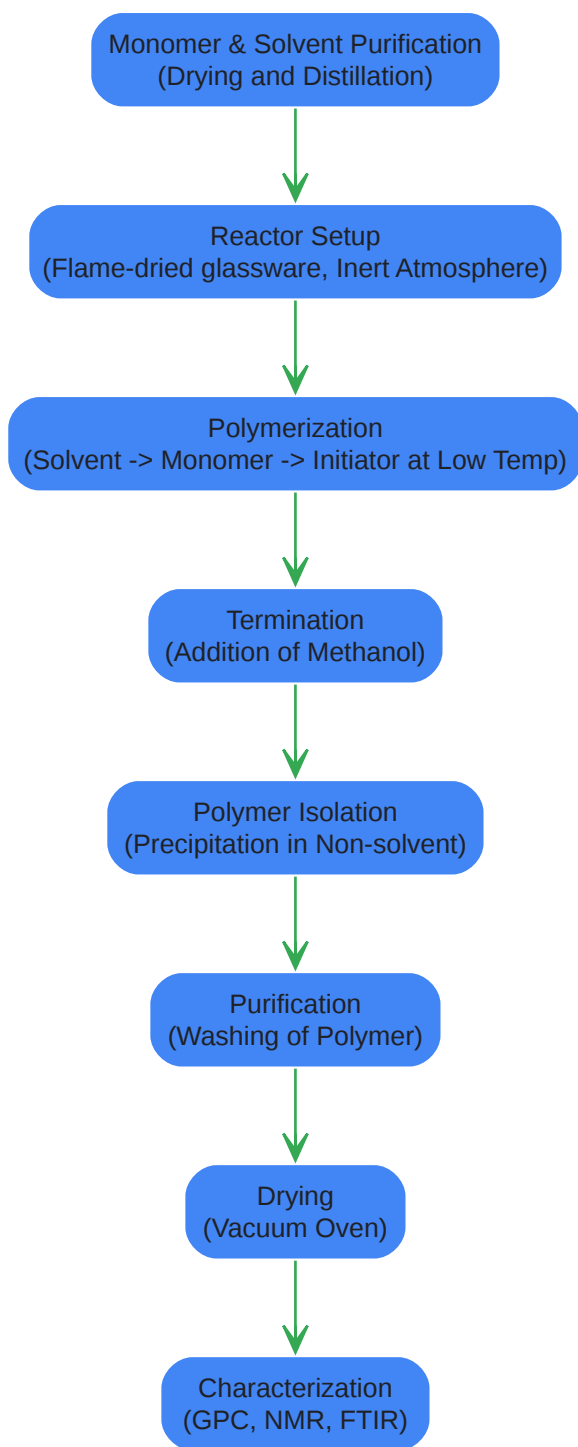 Monomer & Solvent Purification
(Drying and Distillation)
Reactor Setup
(Flame-dried glassware, Inert Atmosphere)
Polymerization
(Solvent -> Monomer -> Initiator at Low Temp)
Termination
(Addition of Methanol)
Polymer Isolation
(Precipitation in Non-solvent)
Purification
(Washing of Polymer)
Drying
(Vacuum Oven)
Characterization
(GPC, NMR, FTIR)